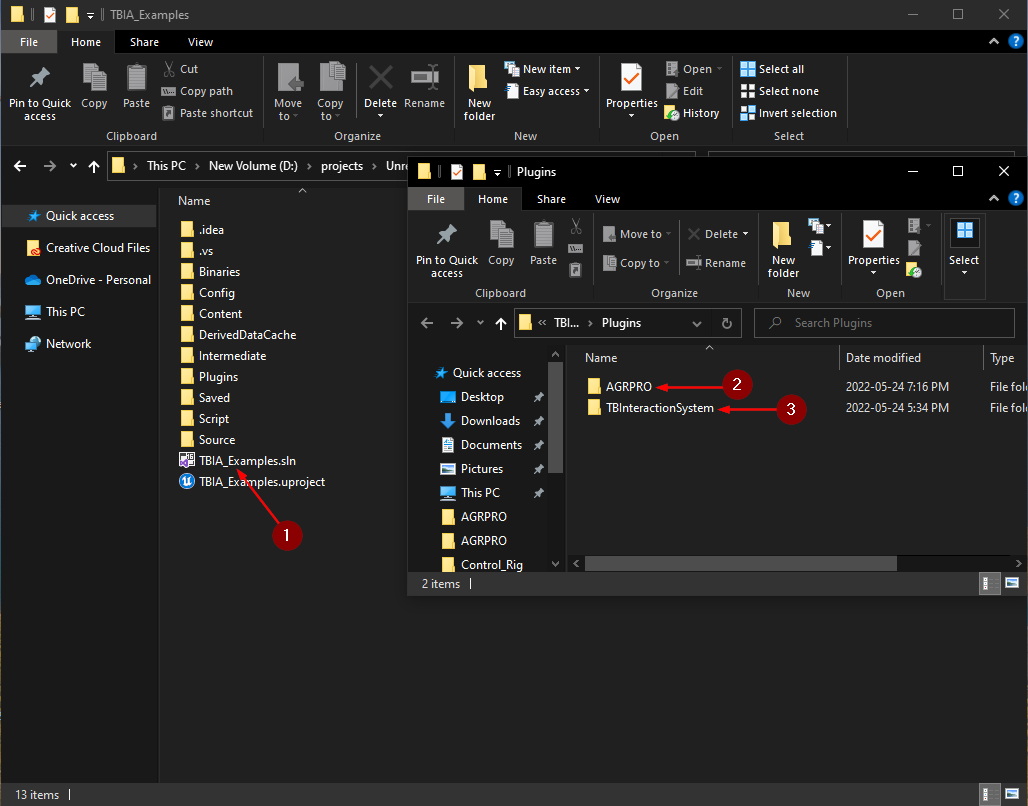 TBIA_Examples
File Home Share View
Pin to Quick access
Copy
Paste
Cut
Copy path
Paste shortcut
Clipboard
Move to
Copy to
Delete
Rename
Organize
New folder
New item
Easy access
New
Properties
Open
Edit
History
Open
Select all
Select none
Invert selection
Select
This PC > New Volume (D:) > projects >
Quick access
Creative Cloud Files
OneDrive - Personal
This PC
Network
Name
.idea
.vs
Binaries
Config
Content
DerivedDataCache
Intermediate
Plugins
Saved
Script
Source
TBIA_Examples.sln
TBIA_Examples.uproject
1
13 items
Plugins
File Home Share View
Pin to Quick access
Copy
Paste
Clipboard
Move to
Copy to
Delete
Rename
Organize
New folder
New
Properties
Open
Select
« TBI... > Plugins
Search Plugins
Quick access
Desktop
Downloads
Documents
Pictures
This PC
AGRPRO
AGRPRO
Control_Rig
Name Date modified Type
AGRPRO 2 2022-05-24 7:16 PM File fol
TBInteractionSystem 3 2022-05-24 5:34 PM File fol
2 items